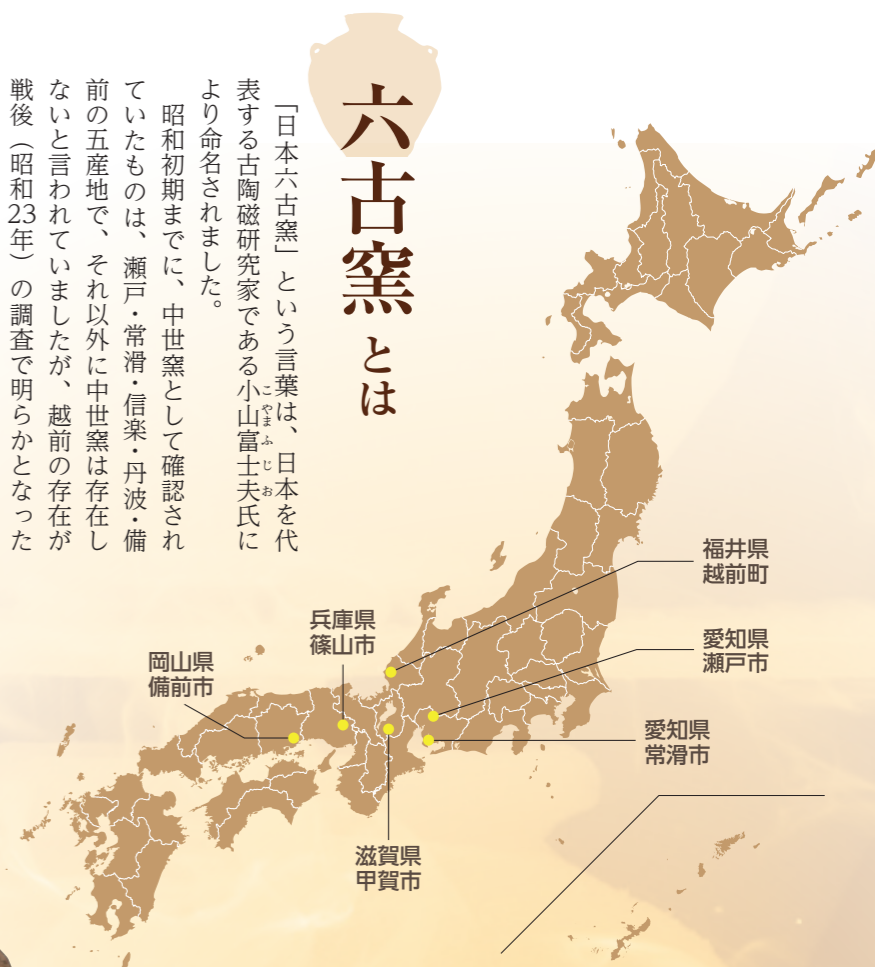 六古窯とは
「日本六古窯」という言葉は、日本を代
表する古陶磁研究家である小山富士夫氏に
こやまふじお
より命名されました。
昭和初期までに、中世窯として確認され
ていたものは、瀬戸・常滑・信楽・丹波・備
前の五産地で、それ以外に中世窯は存在し
ないと言われていましたが、越前の存在が
戦後（昭和23年）の調査で明らかとなった
福井県
越前町
愛知県
瀬戸市
愛知県
常滑市
兵庫県
篠山市
岡山県
備前市
滋賀県
甲賀市